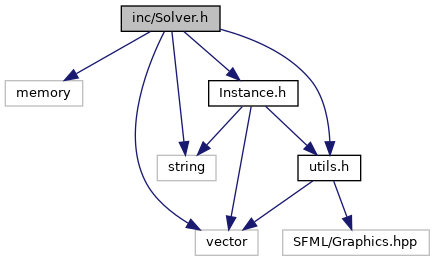 inc/Solver.h
memory
Instance.h
string
utils.h
vector
SFML/Graphics.hpp